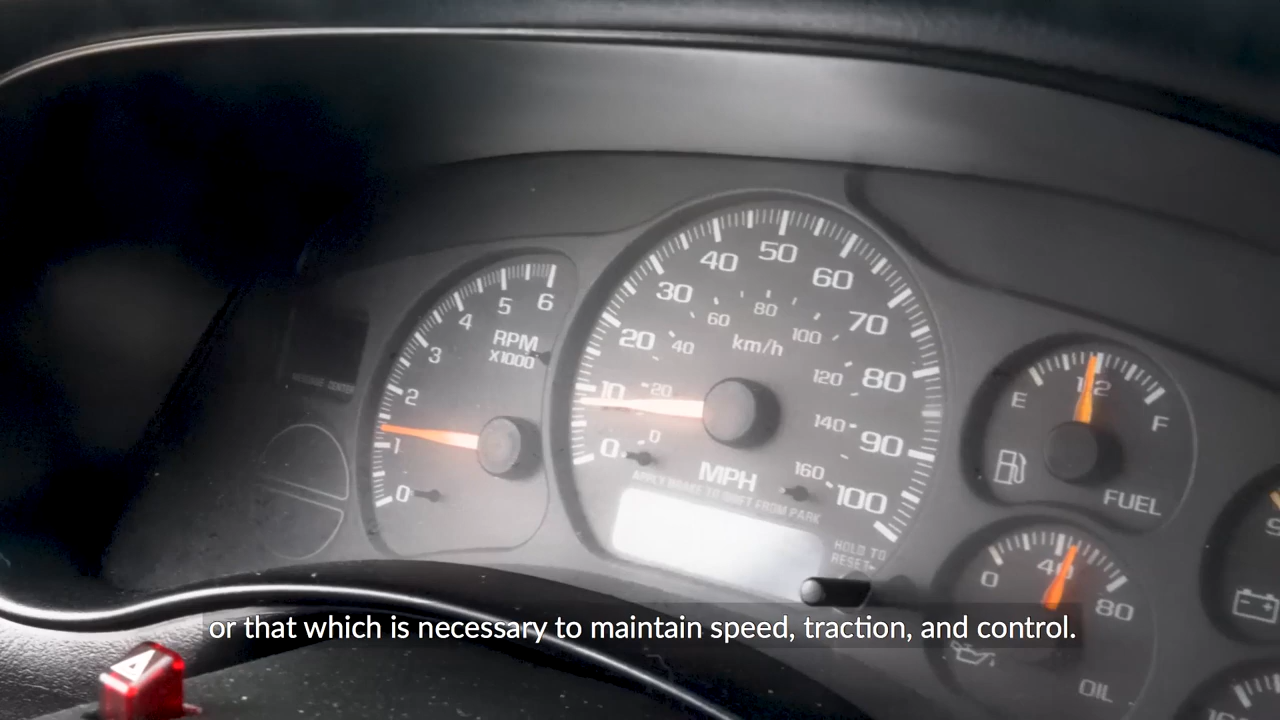 0
1
2
3
4
5
6
RPM
X1000
0
10
20
30
40
50
60
70
80
90
100
0
20
40
60
80
100
120
140
160
km/h
MPH
APPLY BRAKE TO SHIFT FROM PARK
HOLD TO
RESET
MESSAGE CENTER
E
1/2
F
FUEL
0
40
80
OIL
or that which is necessary to maintain speed, traction, and control.